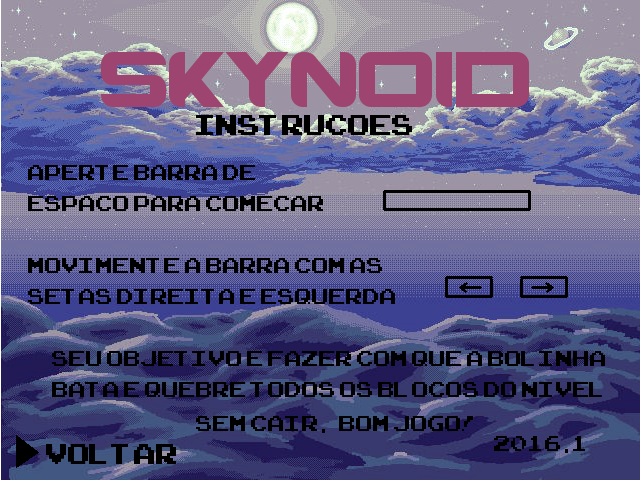 SKYNOID
INSTRUCOES
APERTE BARRA DE
ESPACO PARA COMECAR
MOVIMENTE A BARRA COM AS
SETAS DIREITA E ESQUERDA
SEU OBJETIVO E FAZER COM QUE A BOLINHA
BATA E QUEBRE TODOS OS BLOCOS DO NIVEL
SEM CAIR. BOM JOGO!
2016.1
VOLTAR